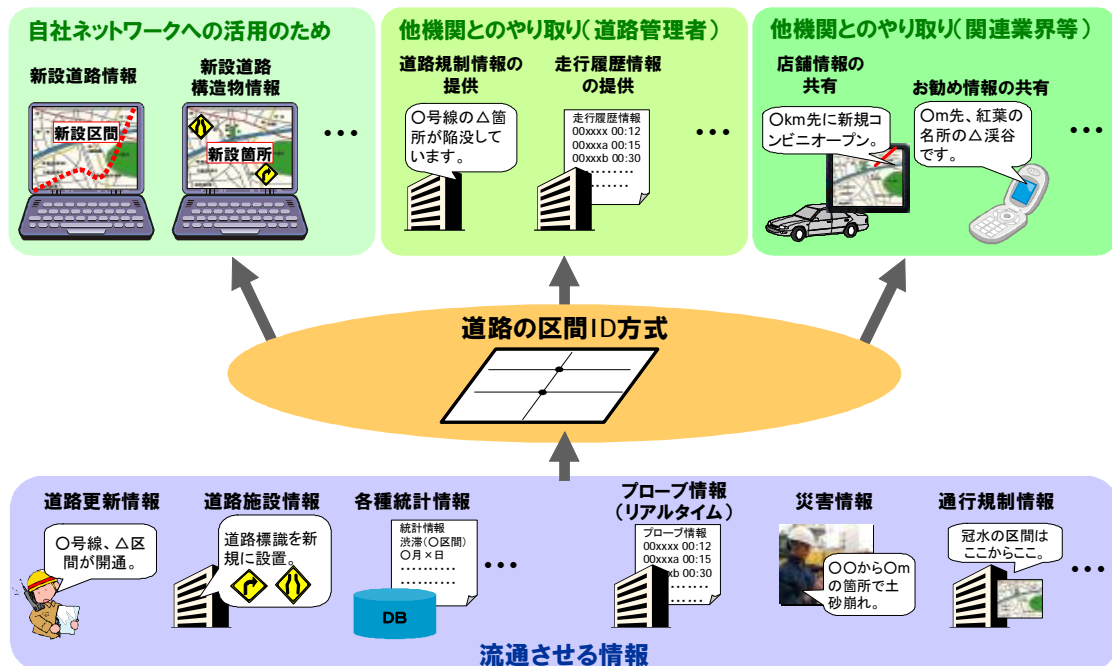 自社ネットワークへの活用のため
新設道路情報
新設道路
構造物情報
新設区間
新設箇所
・・・
他機関とのやり取り(道路管理者)
道路規制情報の
提供
走行履歴情報
の提供
〇号線の△箇
所が陥没して
います。
走行履歴情報
00xxxx 00:12
00xxxa 00:15
00xxxb 00:30
‥‥‥‥‥
‥‥‥‥
・・・
他機関とのやり取り(関連業界等)
店舗情報の
共有
お勧め情報の共有
〇km先に新規コ
ンビニオープン。
〇m先、紅葉の
名所の△渓谷
です。
・・・
道路の区間ID方式
道路更新情報
道路施設情報
各種統計情報
プローブ情報
(リアルタイム)
災害情報
通行規制情報
〇号線、△区
間が開通。
道路標識を新
規に設置。
統計情報
渋滞(〇区間)
〇月×日
‥‥‥‥‥
‥‥‥‥‥
DB
・・・
プローブ情報
00xxxx 00:12
00xxxa 00:15
xxb 00:30
‥‥‥‥‥
‥‥‥‥
〇〇から〇m
の箇所で土
砂崩れ。
冠水の区間は
ここからここ。
・・・
流通させる情報